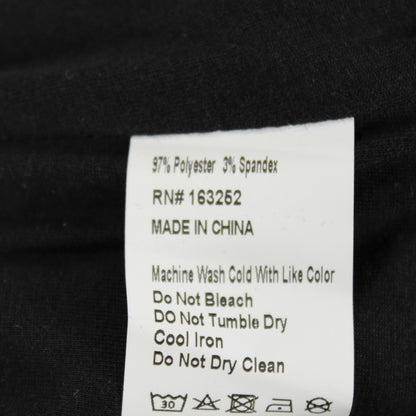 97% Polyester 3% Spandex
RN# 163252
MADE IN CHINA
Machine Wash Cold With Like Color
Do Not Bleach
DO Not Tumble Dry
Cool Iron
Do Not Dry Clean
30